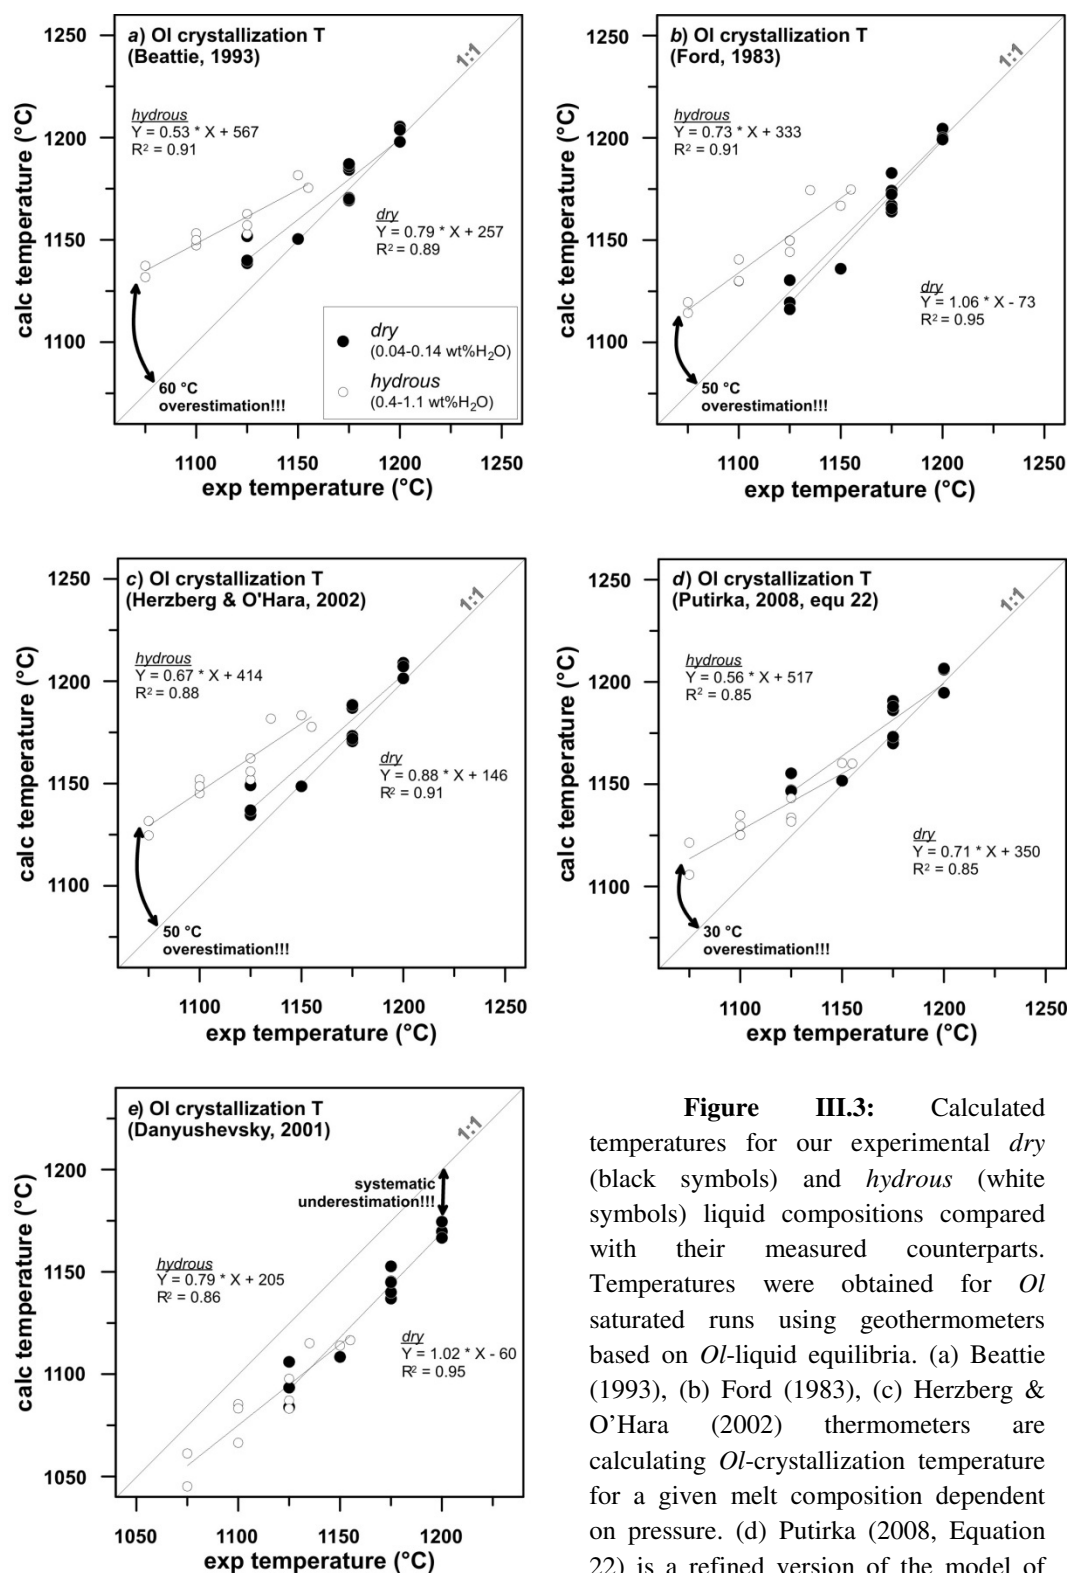 a) Ol crystallization T
(Beattie, 1993)
1:1
hydrous
Y = 0.53 * X + 567
R² = 0.91
dry
Y = 0.79 * X + 257
R² = 0.89
dry
(0.04-0.14 wt%H₂O)
hydrous
(0.4-1.1 wt%H₂O)
60 °C
overestimation!!!
1250
1200
1150
1100
calc temperature (°C)
1100 1150 1200 1250
exp temperature (°C)
b) Ol crystallization T
(Ford, 1983)
1:1
hydrous
Y = 0.73 * X + 333
R² = 0.91
dry
Y = 1.06 * X - 73
R² = 0.95
50 °C
overestimation!!!
1250
1200
1150
1100
calc temperature (°C)
1100 1150 1200 1250
exp temperature (°C)
c) Ol crystallization T
(Herzberg & O'Hara, 2002)
1:1
hydrous
Y = 0.67 * X + 414
R² = 0.88
dry
Y = 0.88 * X + 146
R² = 0.91
50 °C
overestimation!!!
1250
1200
1150
1100
calc temperature (°C)
1100 1150 1200 1250
exp temperature (°C)
d) Ol crystallization T
(Putirka, 2008, equ 22)
1:1
hydrous
Y = 0.56 * X + 517
R² = 0.85
dry
Y = 0.71 * X + 350
R² = 0.85
30 °C
overestimation!!!
1250
1200
1150
1100
calc temperature (°C)
1100 1150 1200 1250
exp temperature (°C)
e) Ol crystallization T
(Danyushevsky, 2001)
1:1
systematic
underestimation!!!
hydrous
Y = 0.79 * X + 205
R² = 0.86
dry
Y = 1.02 * X - 60
R² = 0.95
1200
1150
1100
1050
calc temperature (°C)
1050 1100 1150 1200
exp temperature (°C)
Figure III.3: Calculated
temperatures for our experimental dry
(black symbols) and hydrous (white
symbols) liquid compositions compared
with their measured counterparts.
Temperatures were obtained for Ol
saturated runs using geothermometers
based on Ol-liquid equilibria. (a) Beattie
(1993), (b) Ford (1983), (c) Herzberg &
O'Hara (2002) thermometers are
calculating Ol-crystallization temperature
for a given melt composition dependent
on pressure. (d) Putirka (2008, Equation
22) is a refined version of the model of